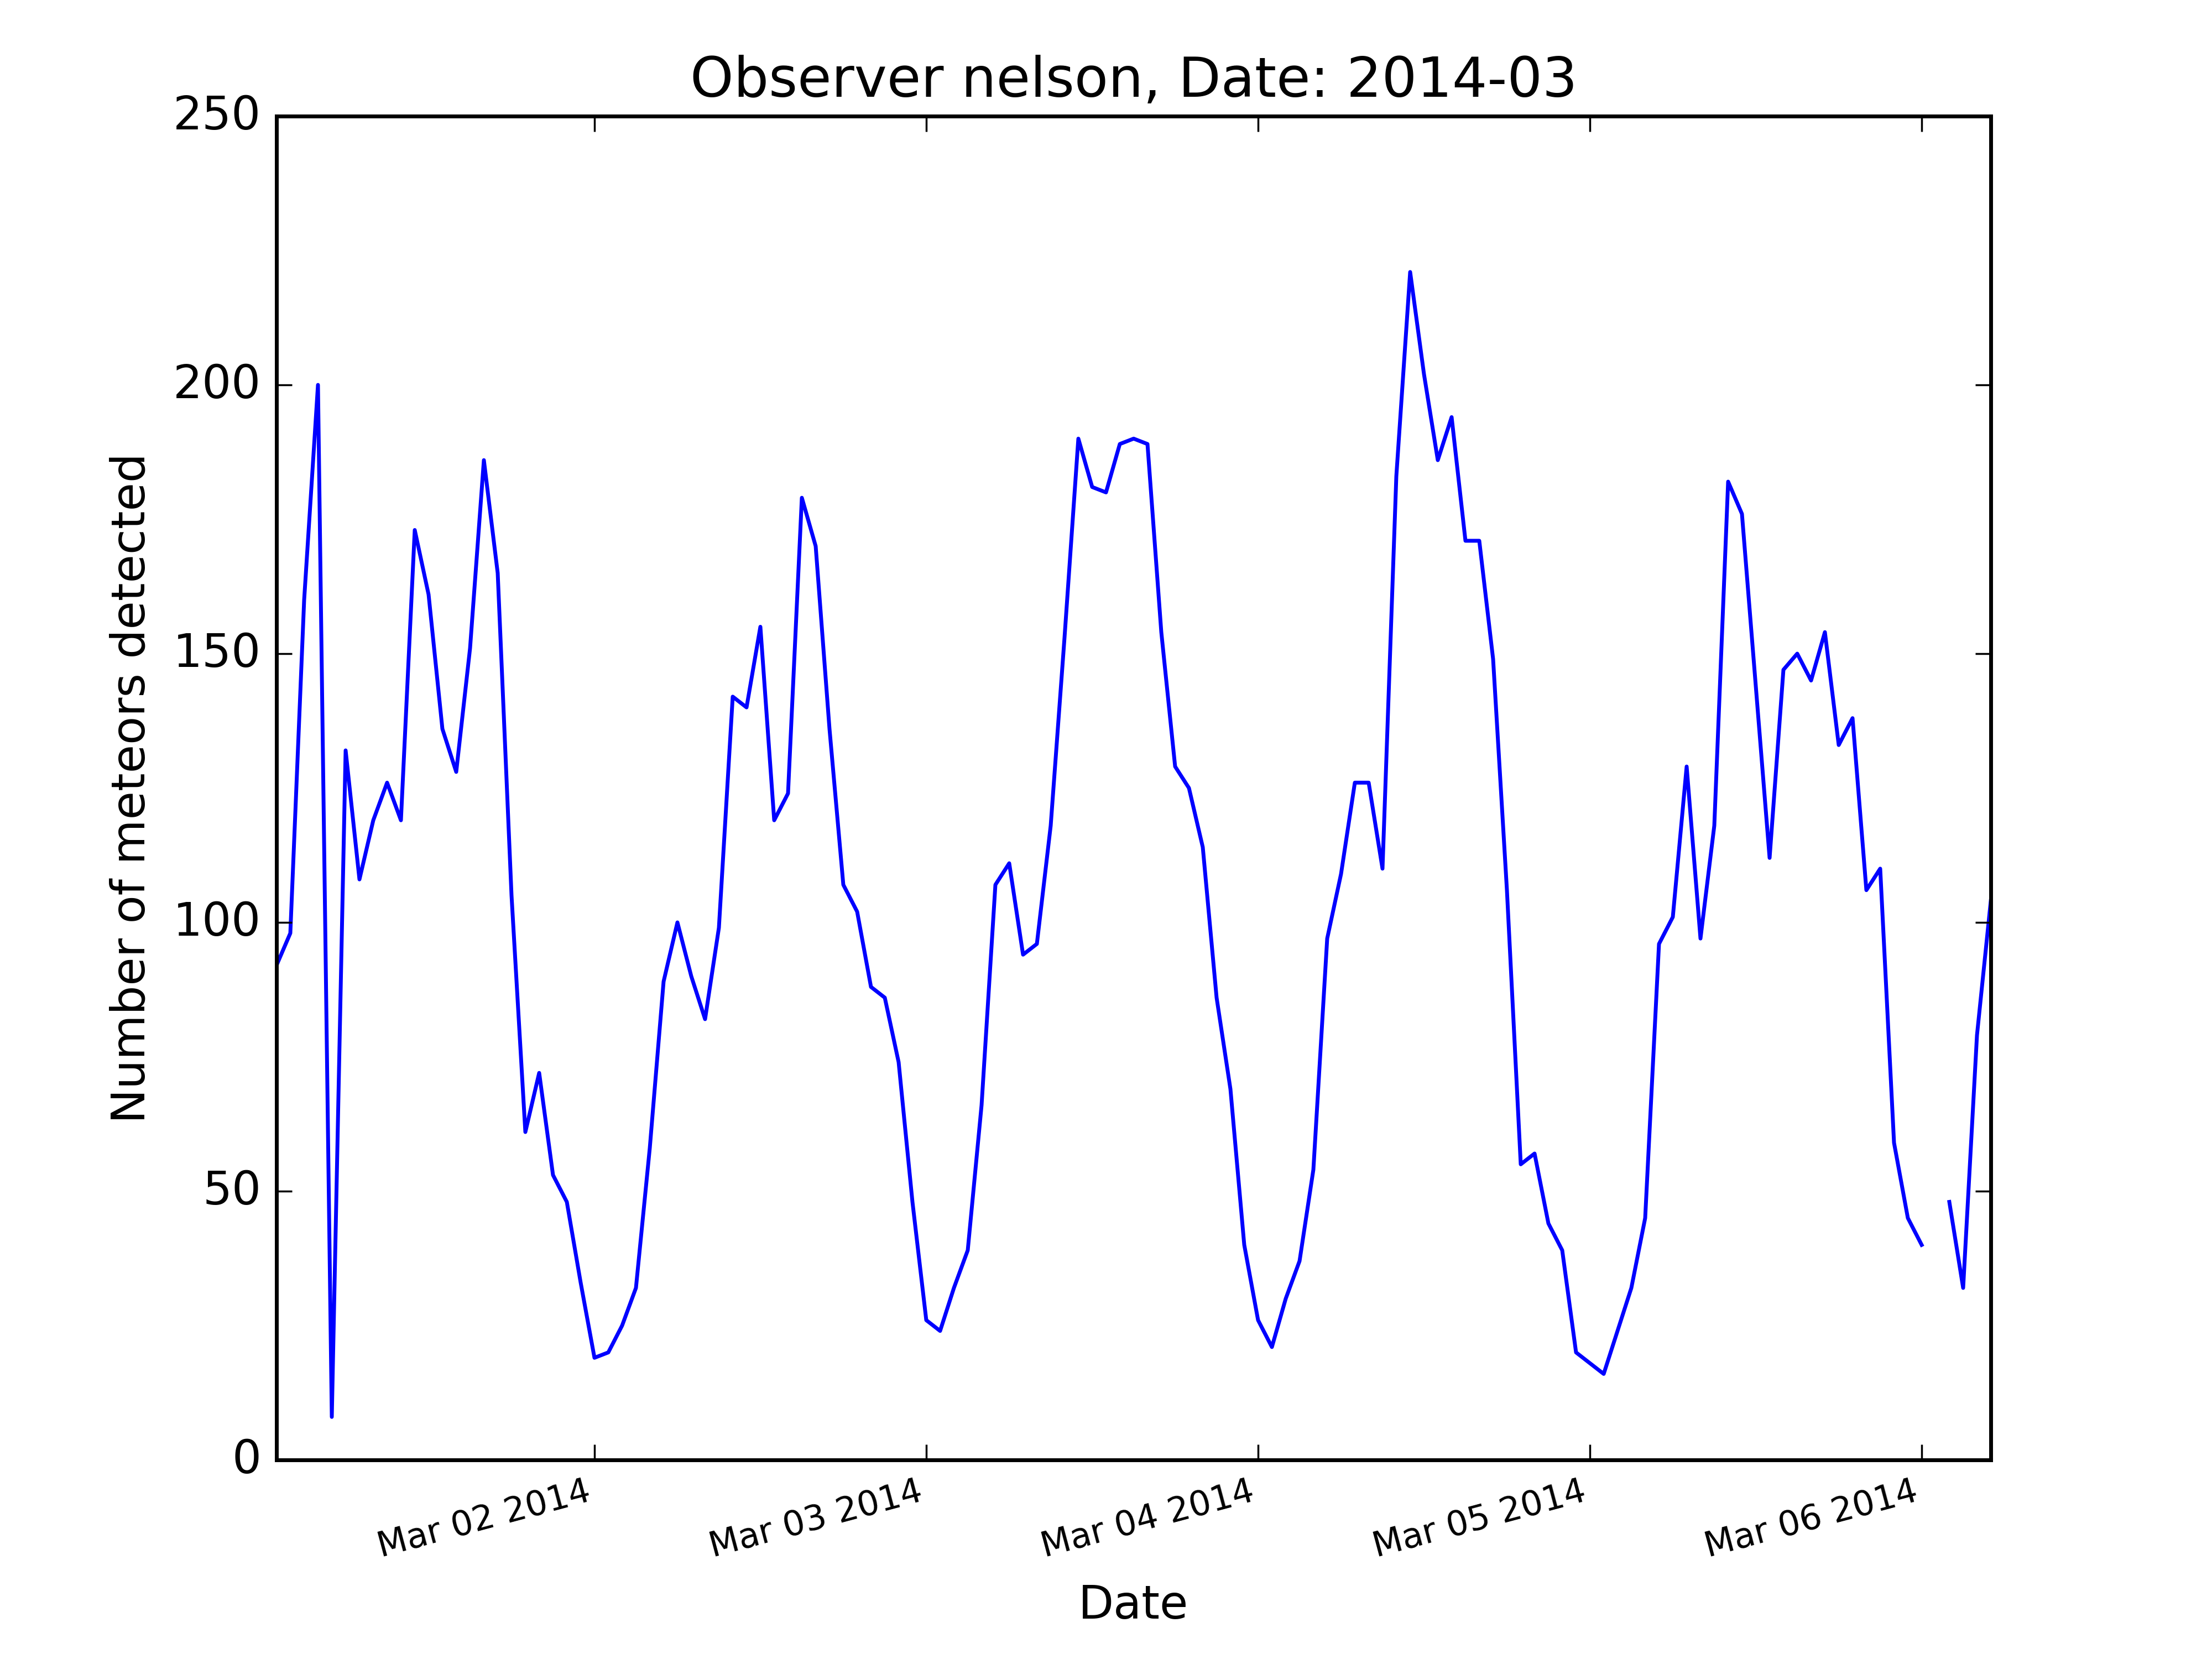 Observer nelson, Date: 2014-03
250
200
150
100
50
0
Number of meteors detected
Mar 02 2014
Mar 03 2014
Mar 04 2014
Mar 05 2014
Mar 06 2014
Date